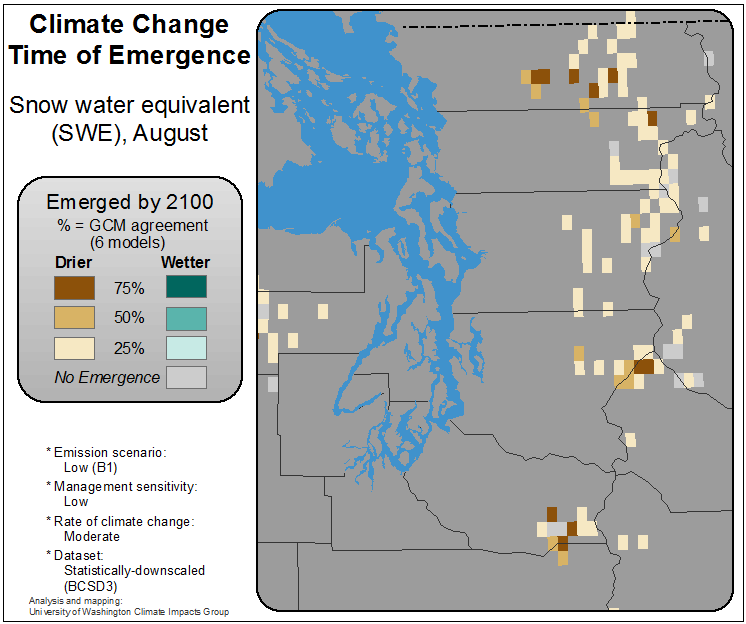 Climate Change
Time of Emergence
Snow water equivalent
(SWE), August
Emerged by 2100
% = GCM agreement
(6 models)
Drier Wetter
75%
50%
25%
No Emergence
* Emission scenario:
Low (B1)
* Management sensitivity:
Low
* Rate of climate change:
Moderate
* Dataset:
Statistically-downscaled
(BCSD3)
Analysis and mapping:
University of Washington Climate Impacts Group